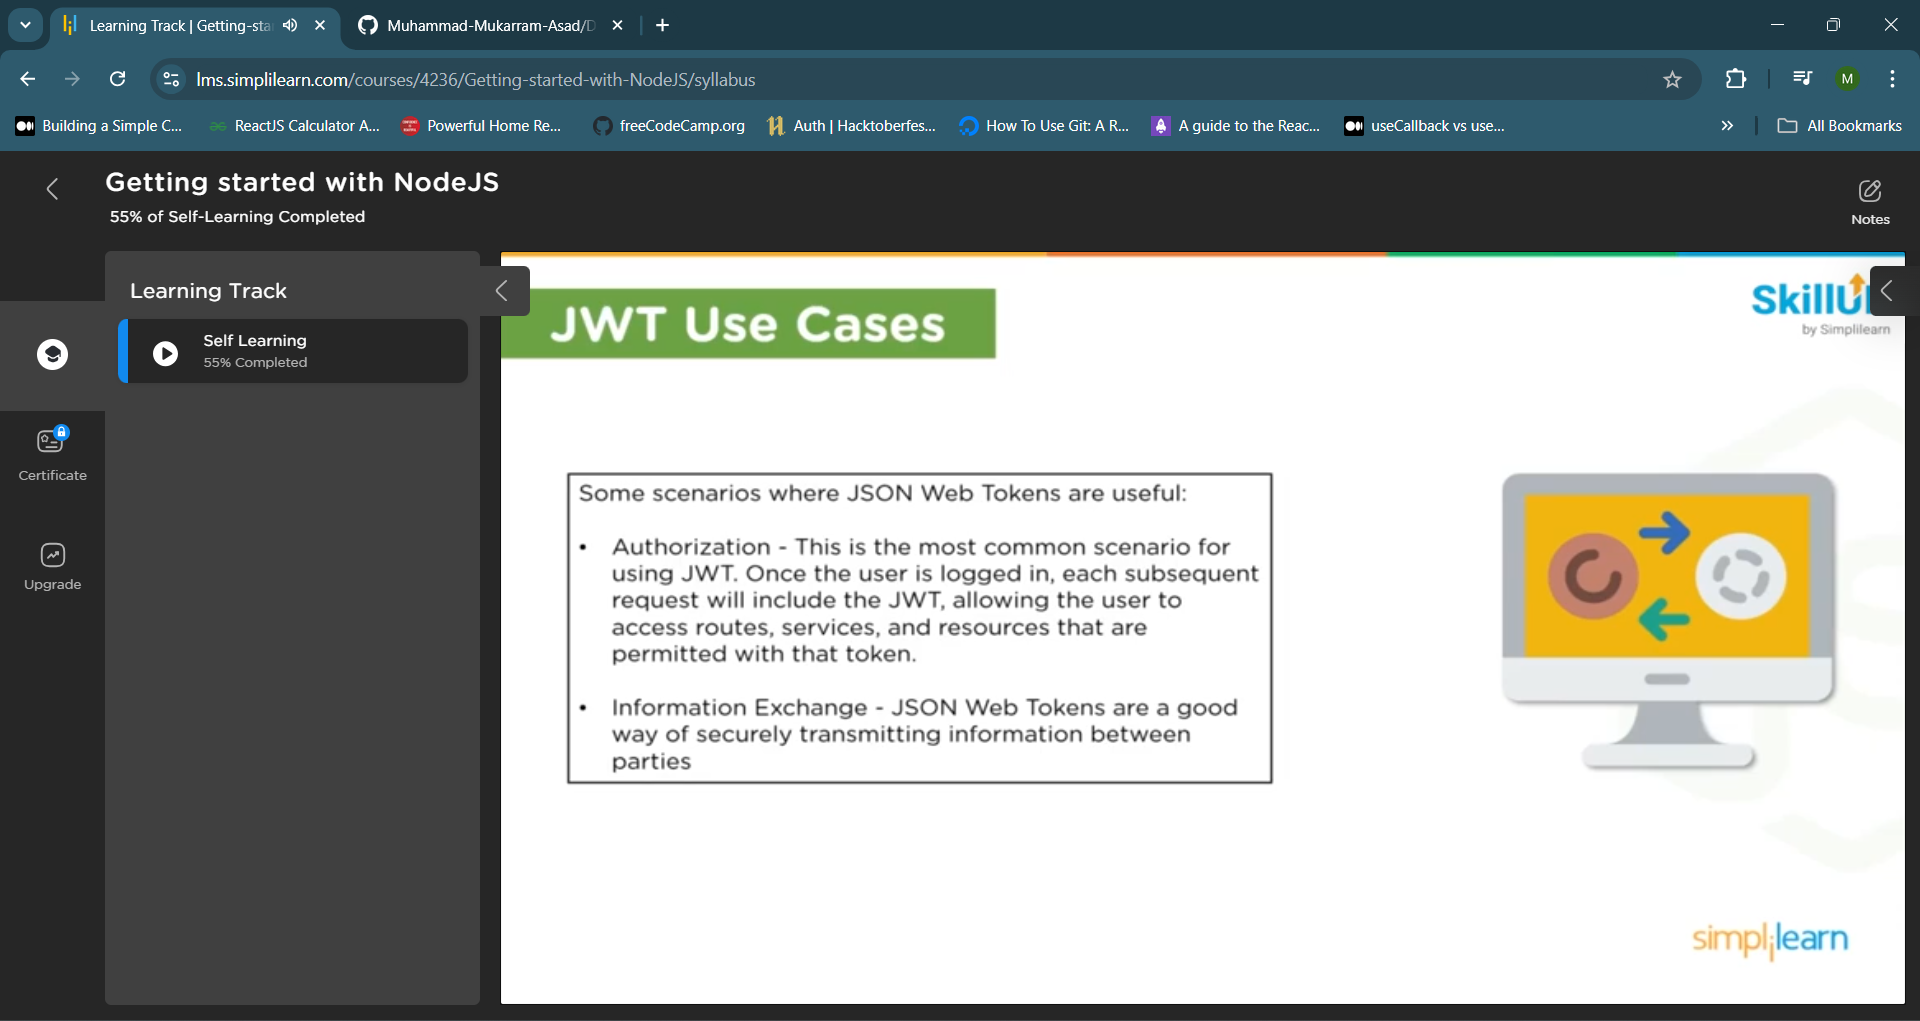 Learning Track | Getting-sta
Muhammad-Mukarram-Asad/D
lms.simplilearn.com/courses/4236/Getting-started-with-NodeJS/syllabus
M
Building a Simple C...
ReactJS Calculator A...
Powerful Home Re...
freeCodeCamp.org
Auth | Hacktoberfes...
How To Use Git: A R...
A guide to the Reac...
useCallback vs use...
All Bookmarks
Getting started with NodeJS
55% of Self-Learning Completed
Notes
Learning Track
Self Learning
55% Completed
Certificate
Upgrade
JWT Use Cases
SkillU
by Simplilearn
Some scenarios where JSON Web Tokens are useful:
• Authorization - This is the most common scenario for
using JWT. Once the user is logged in, each subsequent
request will include the JWT, allowing the user to
access routes, services, and resources that are
permitted with that token.
• Information Exchange - JSON Web Tokens are a good
way of securely transmitting information between
parties
simplilearn